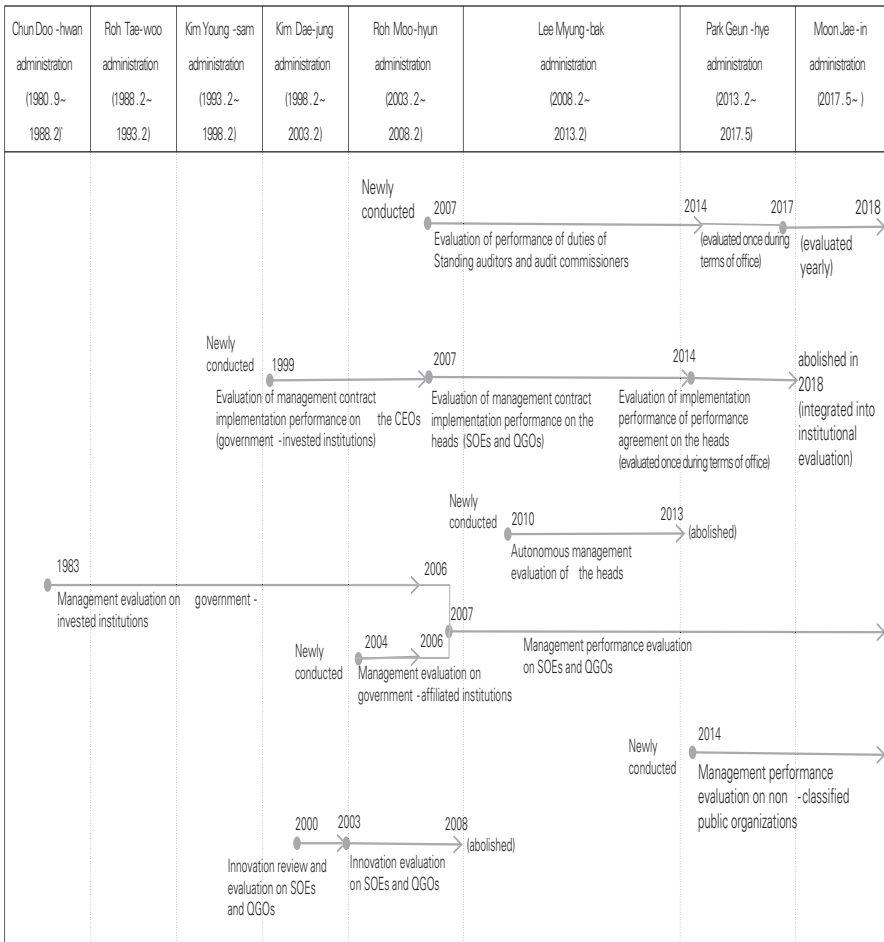 Chun Doo -hwan
administration
(1980. 9~
1988. 2)`
Roh Tae-woo
administration
(1988. 2~
1993. 2)
Kim Young -sam
administration
(1993. 2~
1998. 2)
Kim Dae-jung
administration
(1998. 2~
2003. 2)
Roh Moo-hyun
administration
(2003. 2~
2008. 2)
Lee Myung -bak
administration
(2008. 2~
2013. 2)
Park Geun -hye
administration
(2013. 2~
2017. 5)
Moon Jae -in
administration
(2017. 5~ )
Newly
conducted
2007
Evaluation of performance of duties of
Standing auditors and audit commissioners
2014
(evaluated once during
terms of office)
2017
2018
(evaluated
yearly)
Newly
conducted
1999
Evaluation of management contract
implementation performance on the CEOs
(government -invested institutions)
2007
Evaluation of management contract
implementation performance on the
heads (SOEs and QGOs)
2014
Evaluation of implementation
performance of performance
agreement on the heads
(evaluated once during terms of office)
abolished in
2018
(integrated into
institutional
evaluation)
Newly
conducted
2010
Autonomous management
evaluation of the heads
2013
(abolished)
1983
Management evaluation on government -
invested institutions
2006
2007
Management performance evaluation
on SOEs and QGOs
Newly
conducted
2004
2006
Management evaluation on
government -affiliated institutions
Newly
conducted
2014
Management performance
evaluation on non -classified
public organizations
2000
Innovation review and
evaluation on SOEs
and QGOs
2003
Innovation evaluation
on SOEs and QGOs
2008
(abolished)